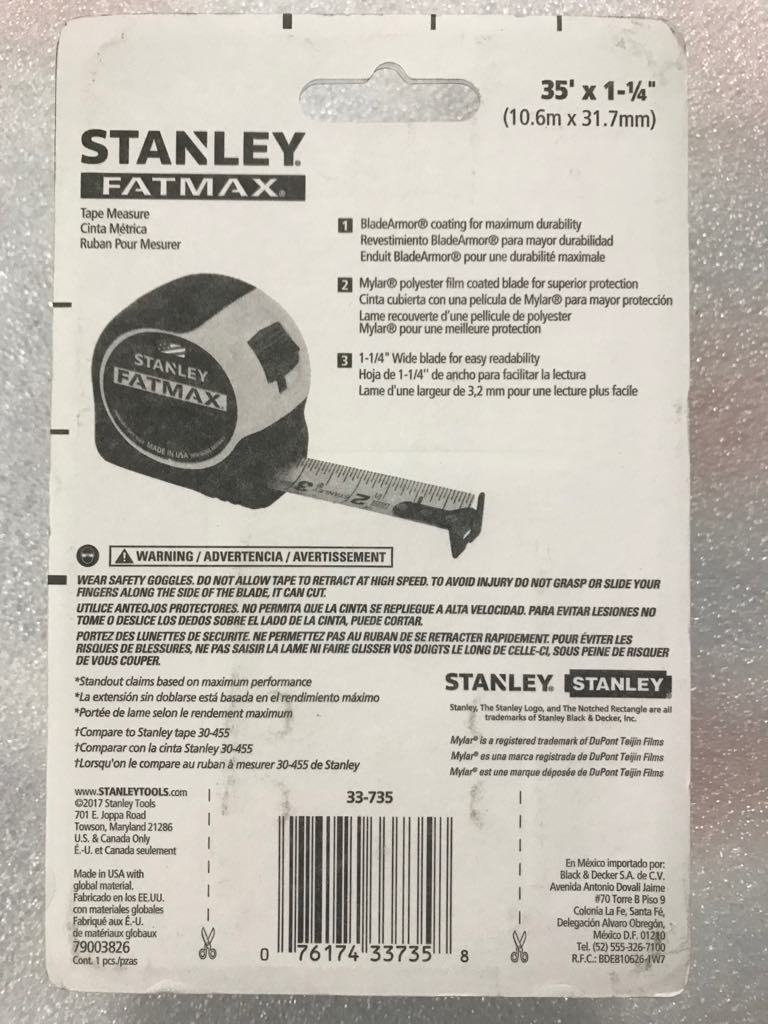 35' x 1-¼"
(10.6m x 31.7mm)
STANLEY®
FATMAX®
Tape Measure
Cinta Métrica
Ruban Pour Mesurer
1 BladeArmor® coating for maximum durability
Revestimiento BladeArmor® para mayor durabilidad
Enduit BladeArmor® pour une durabilité maximale
2 Mylar® polyester film coated blade for superior protection
Cinta cubierta con una película de Mylar® para mayor protección
Lame recouverte d'une pellicule de polyester
Mylar® pour une meilleure protection
3 1-1/4" Wide blade for easy readability
Hoja de 1-1/4" de ancho para facilitar la lectura
Lame d'une largeur de 3,2 mm pour une lecture plus facile
STANLEY
FATMAX
MADE IN USA
3 2
WARNING / ADVERTENCIA / AVERTISSEMENT
WEAR SAFETY GOGGLES. DO NOT ALLOW TAPE TO RETRACT AT HIGH SPEED. TO AVOID INJURY DO NOT GRASP OR SLIDE YOUR
FINGERS ALONG THE SIDE OF THE BLADE, IT CAN CUT.
UTILICE ANTEOJOS PROTECTORES. NO PERMITA QUE LA CINTA SE REPLIEGUE A ALTA VELOCIDAD. PARA EVITAR LESIONES NO
TOME O DESLICE LOS DEDOS SOBRE EL LADO DE LA CINTA, PUEDE CORTAR.
PORTEZ DES LUNETTES DE SECURITE. NE PERMETTEZ PAS AU RUBAN DE SE RETRACTER RAPIDEMENT. POUR ÉVITER LES
RISQUES DE BLESSURES, NE PAS SAISIR LA LAME NI FAIRE GLISSER VOS DOIGTS LE LONG DE CELLE-CI, SOUS PEINE DE RISQUER
DE VOUS COUPER.
*Standout claims based on maximum performance
*La extensión sin doblarse está basada en el rendimiento máximo
*Portée de lame selon le rendement maximum
†Compare to Stanley tape 30-455
†Comparar con la cinta Stanley 30-455
†Lorsqu'on le compare au ruban à mesurer 30-455 de Stanley
STANLEY® STANLEY
Stanley, The Stanley Logo, and The Notched Rectangle are all
trademarks of Stanley Black & Decker, Inc.
Mylar® is a registered trademark of DuPont Teijin Films
Mylar® es una marca registrada de DuPont Teijin Films
Mylar® est une marque déposée de DuPont Teijin Films
www.STANLEYTOOLS.com
©2017 Stanley Tools
701 E. Joppa Road
Towson, Maryland 21286
U.S. & Canada Only
É.-U. et Canada seulement
Made in USA with
global material.
Fabricado en los EE.UU.
con materiales globales
Fabriqué aux É.-U.
de matériaux globaux
79003826
Cont. 1 pcs./pzas
33-735
0 76174 33735 8
En México importado por:
Black & Decker S.A. de C.V.
Avenida Antonio Dovali Jaime
#70 Torre B Piso 9
Colonia La Fe, Santa Fé,
Delegación Alvaro Obregón,
México D.F. 01210
Tel. (52) 555-326-7100
R.F.C.: BDE810626-1W7